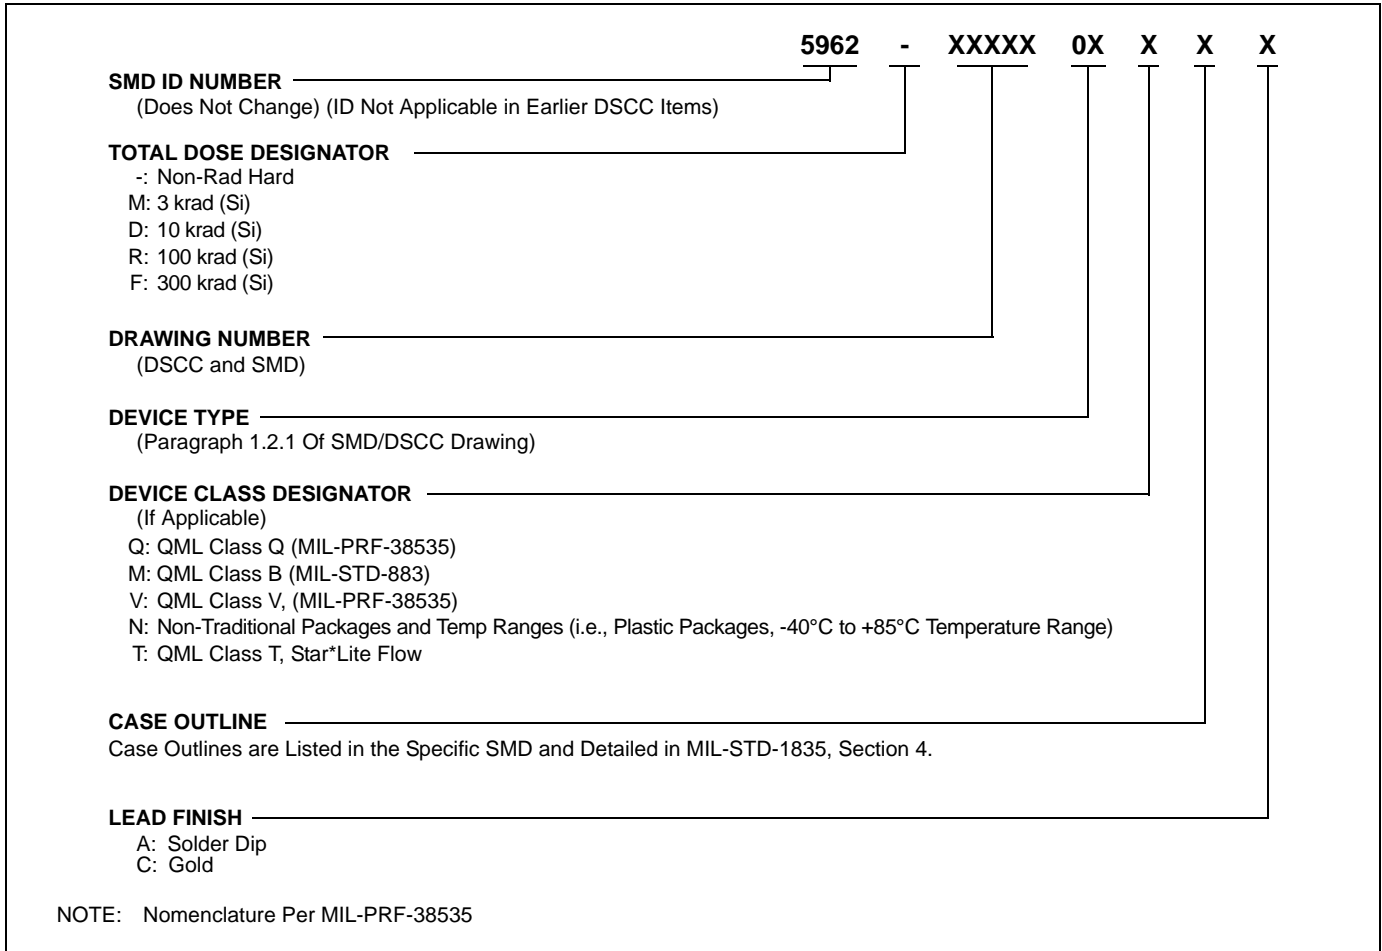 5962 - XXXXX 0X X X X
SMD ID NUMBER
(Does Not Change) (ID Not Applicable in Earlier DSCC Items)
TOTAL DOSE DESIGNATOR
-: Non-Rad Hard
M: 3 krad (Si)
D: 10 krad (Si)
R: 100 krad (Si)
F: 300 krad (Si)
DRAWING NUMBER
(DSCC and SMD)
DEVICE TYPE
(Paragraph 1.2.1 Of SMD/DSCC Drawing)
DEVICE CLASS DESIGNATOR
(If Applicable)
Q: QML Class Q (MIL-PRF-38535)
M: QML Class B (MIL-STD-883)
V: QML Class V, (MIL-PRF-38535)
N: Non-Traditional Packages and Temp Ranges (i.e., Plastic Packages, -40°C to +85°C Temperature Range)
T: QML Class T, Star*Lite Flow
CASE OUTLINE
Case Outlines are Listed in the Specific SMD and Detailed in MIL-STD-1835, Section 4.
LEAD FINISH
A: Solder Dip
C: Gold
NOTE: Nomenclature Per MIL-PRF-38535